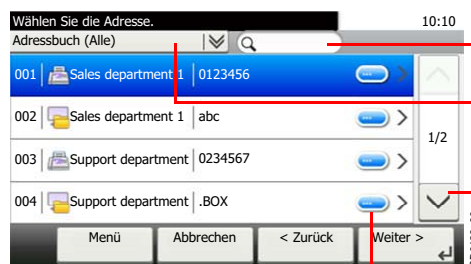 Wählen Sie die Adresse. 10:10
Adressbuch (Alle)
001 Sales department 1 0123456
002 Sales department 1 abc
1/2
003 Support department 0234567
004 Support department .BOX
Menü Abbrechen < Zurück Weiter >